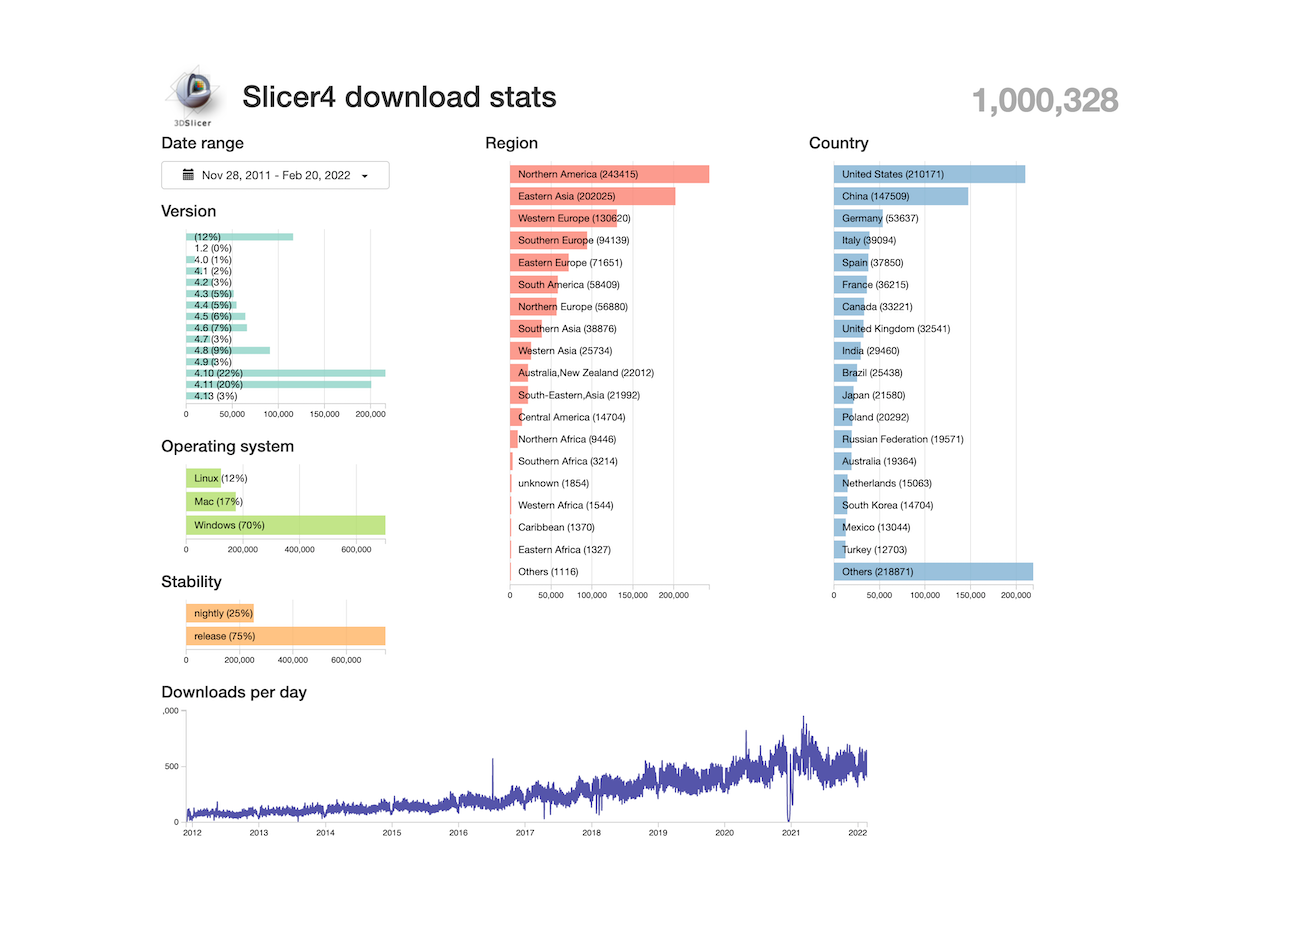 Slicer4 download stats
1,000,328
3DSlicer
Date range
Nov 28, 2011 - Feb 20, 2022
Version
(12%)
1.2 (0%)
4.0 (1%)
4.1 (2%)
4.2 (3%)
4.3 (5%)
4.4 (5%)
4.5 (6%)
4.6 (7%)
4.7 (3%)
4.8 (9%)
4.9 (3%)
4.10 (22%)
4.11 (20%)
4.13 (3%)
0 50,000 100,000 150,000 200,000
Operating system
Linux (12%)
Mac (17%)
Windows (70%)
0 200,000 400,000 600,000
Stability
nightly (25%)
release (75%)
0 200,000 400,000 600,000
Region
Northern America (243415)
Eastern Asia (202025)
Western Europe (130620)
Southern Europe (94139)
Eastern Europe (71651)
South America (58409)
Northern Europe (56880)
Southern Asia (38876)
Western Asia (25734)
Australia,New Zealand (22012)
South-Eastern,Asia (21992)
Central America (14704)
Northern Africa (9446)
Southern Africa (3214)
unknown (1854)
Western Africa (1544)
Caribbean (1370)
Eastern Africa (1327)
Others (1116)
0 50,000 100,000 150,000 200,000
Country
United States (210171)
China (147509)
Germany (53637)
Italy (39094)
Spain (37850)
France (36215)
Canada (33221)
United Kingdom (32541)
India (29460)
Brazil (25438)
Japan (21580)
Poland (20292)
Russian Federation (19571)
Australia (19364)
Netherlands (15063)
South Korea (14704)
Mexico (13044)
Turkey (12703)
Others (218871)
0 50,000 100,000 150,000 200,000
Downloads per day
,000
500
0
2012 2013 2014 2015 2016 2017 2018 2019 2020 2021 2022